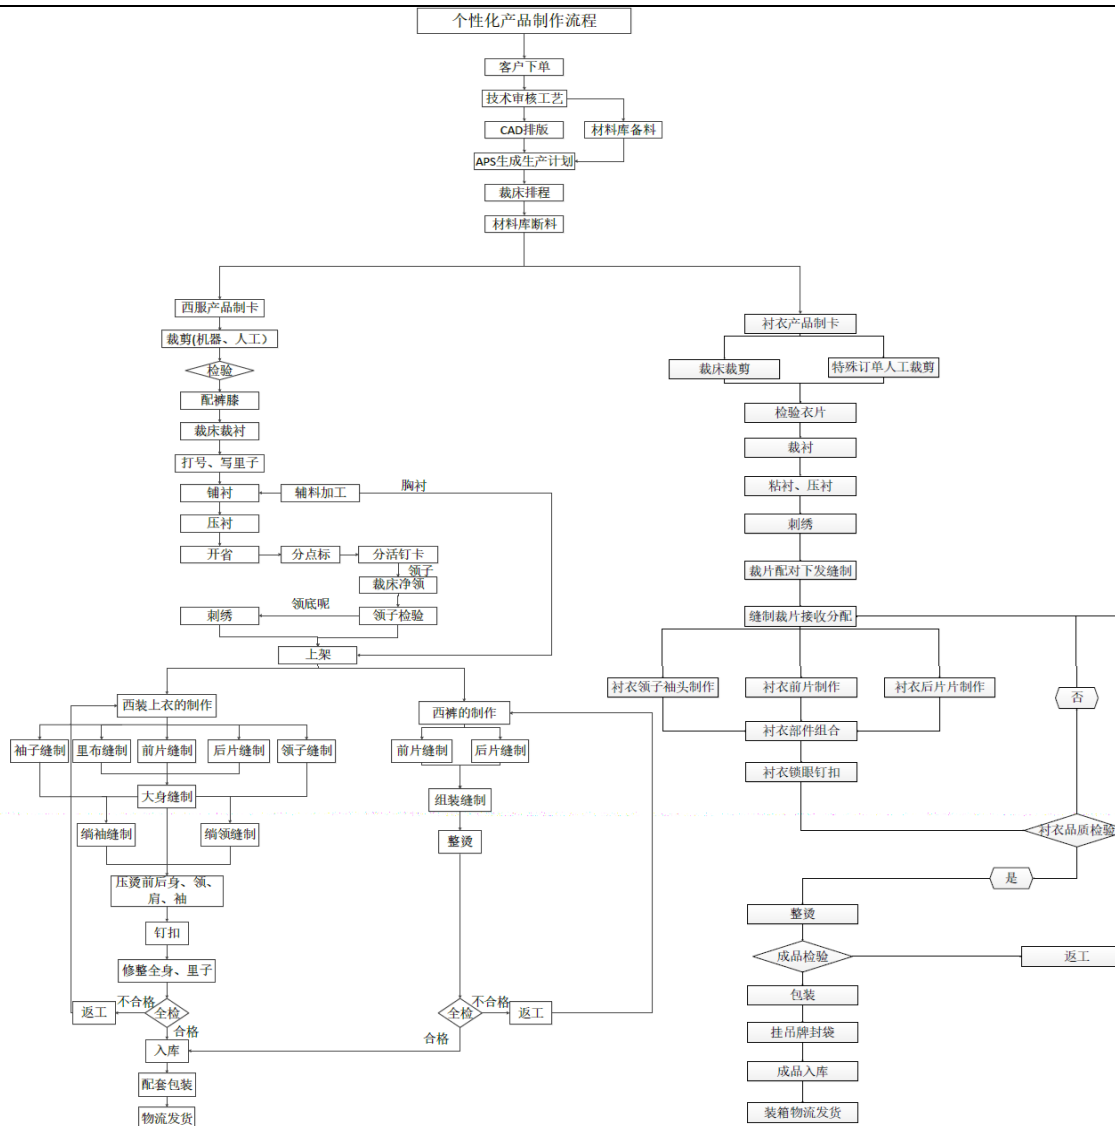 个性化产品制作流程
客户下单
技术审核工艺
CAD排版
材料库备料
APS生成生产计划
裁床排程
材料库断料
西服产品制卡
裁剪(机器、人工）
检验
配裤膝
裁床裁衬
打号、写里子
铺衬
辅料加工
胸衬
压衬
开省
分点标
分活钉卡
领子
裁床净领
刺绣
领底呢
领子检验
上架
西装上衣的制作
袖子缝制
里布缝制
前片缝制
后片缝制
领子缝制
大身缝制
绱袖缝制
绱领缝制
压烫前后身、领、
肩、袖
钉扣
修整全身、里子
返工
不合格
全检
合格
西裤的制作
前片缝制
后片缝制
组装缝制
整烫
全检
不合格
返工
合格
入库
配套包装
物流发货
衬衣产品制卡
裁床裁剪
特殊订单人工裁剪
检验衣片
裁衬
粘衬、压衬
刺绣
裁片配对下发缝制
缝制裁片接收分配
衬衣领子袖头制作
衬衣前片制作
衬衣后片片制作
否
衬衣部件组合
衬衣锁眼钉扣
衬衣品质检验
是
整烫
成品检验
返工
包装
挂吊牌封袋
成品入库
装箱物流发货